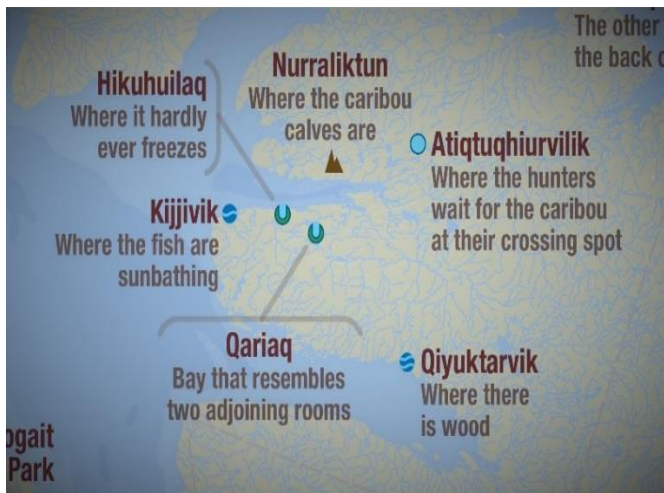 The other
the back
Nurraliktun
Where the caribou
calves are
Hikuhuilaq
Where it hardly
ever freezes
Atiqtuqhiurvilik
Where the hunters
wait for the caribou
at their crossing spot
Kijjivik
Where the fish are
sunbathing
Qariaq
Bay that resembles
two adjoining rooms
Qiyuktarvik
Where there
is wood
ogait
Park